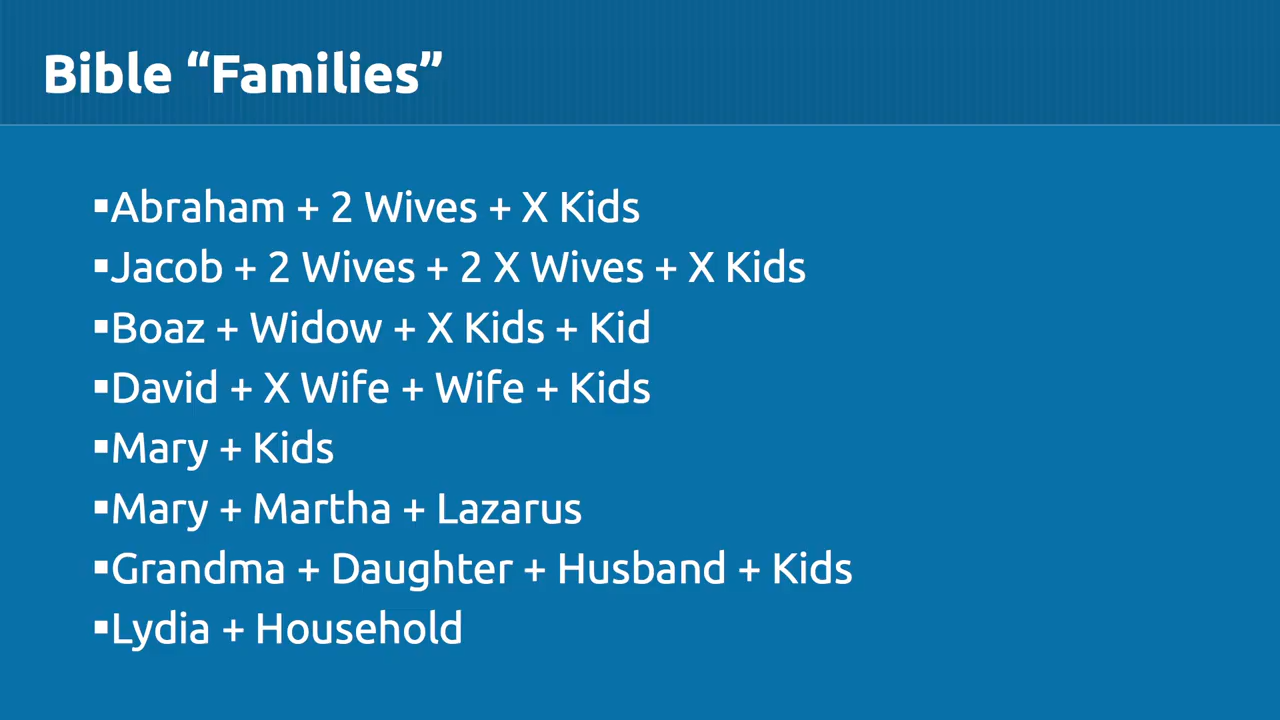 Bible “Families”
▪Abraham + 2 Wives + X Kids
▪Jacob + 2 Wives + 2 X Wives + X Kids
▪Boaz + Widow + X Kids + Kid
▪David + X Wife + Wife + Kids
▪Mary + Kids
▪Mary + Martha + Lazarus
▪Grandma + Daughter + Husband + Kids
▪Lydia + Household